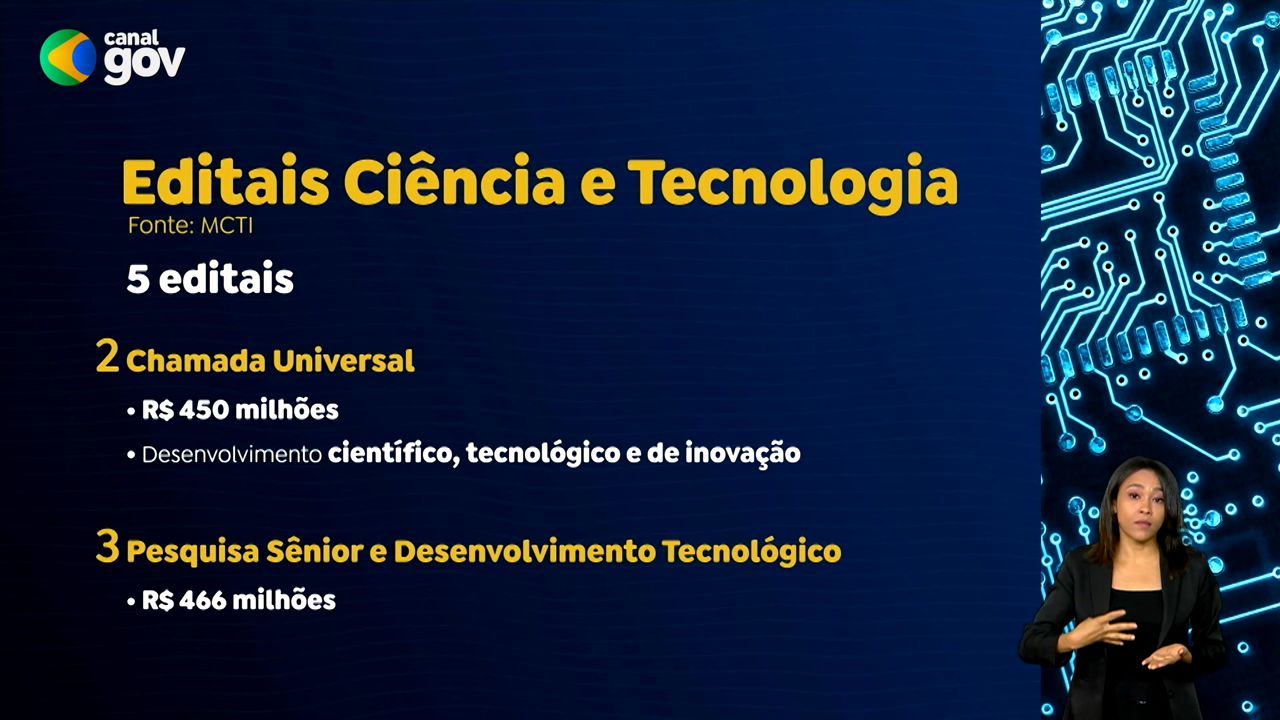 canal
gov
Editais Ciência e Tecnologia
Fonte: MCTI
5 editais
2 Chamada Universal
• R$ 450 milhões
• Desenvolvimento científico, tecnológico e de inovação
3 Pesquisa Sênior e Desenvolvimento Tecnológico
• R$ 466 milhões